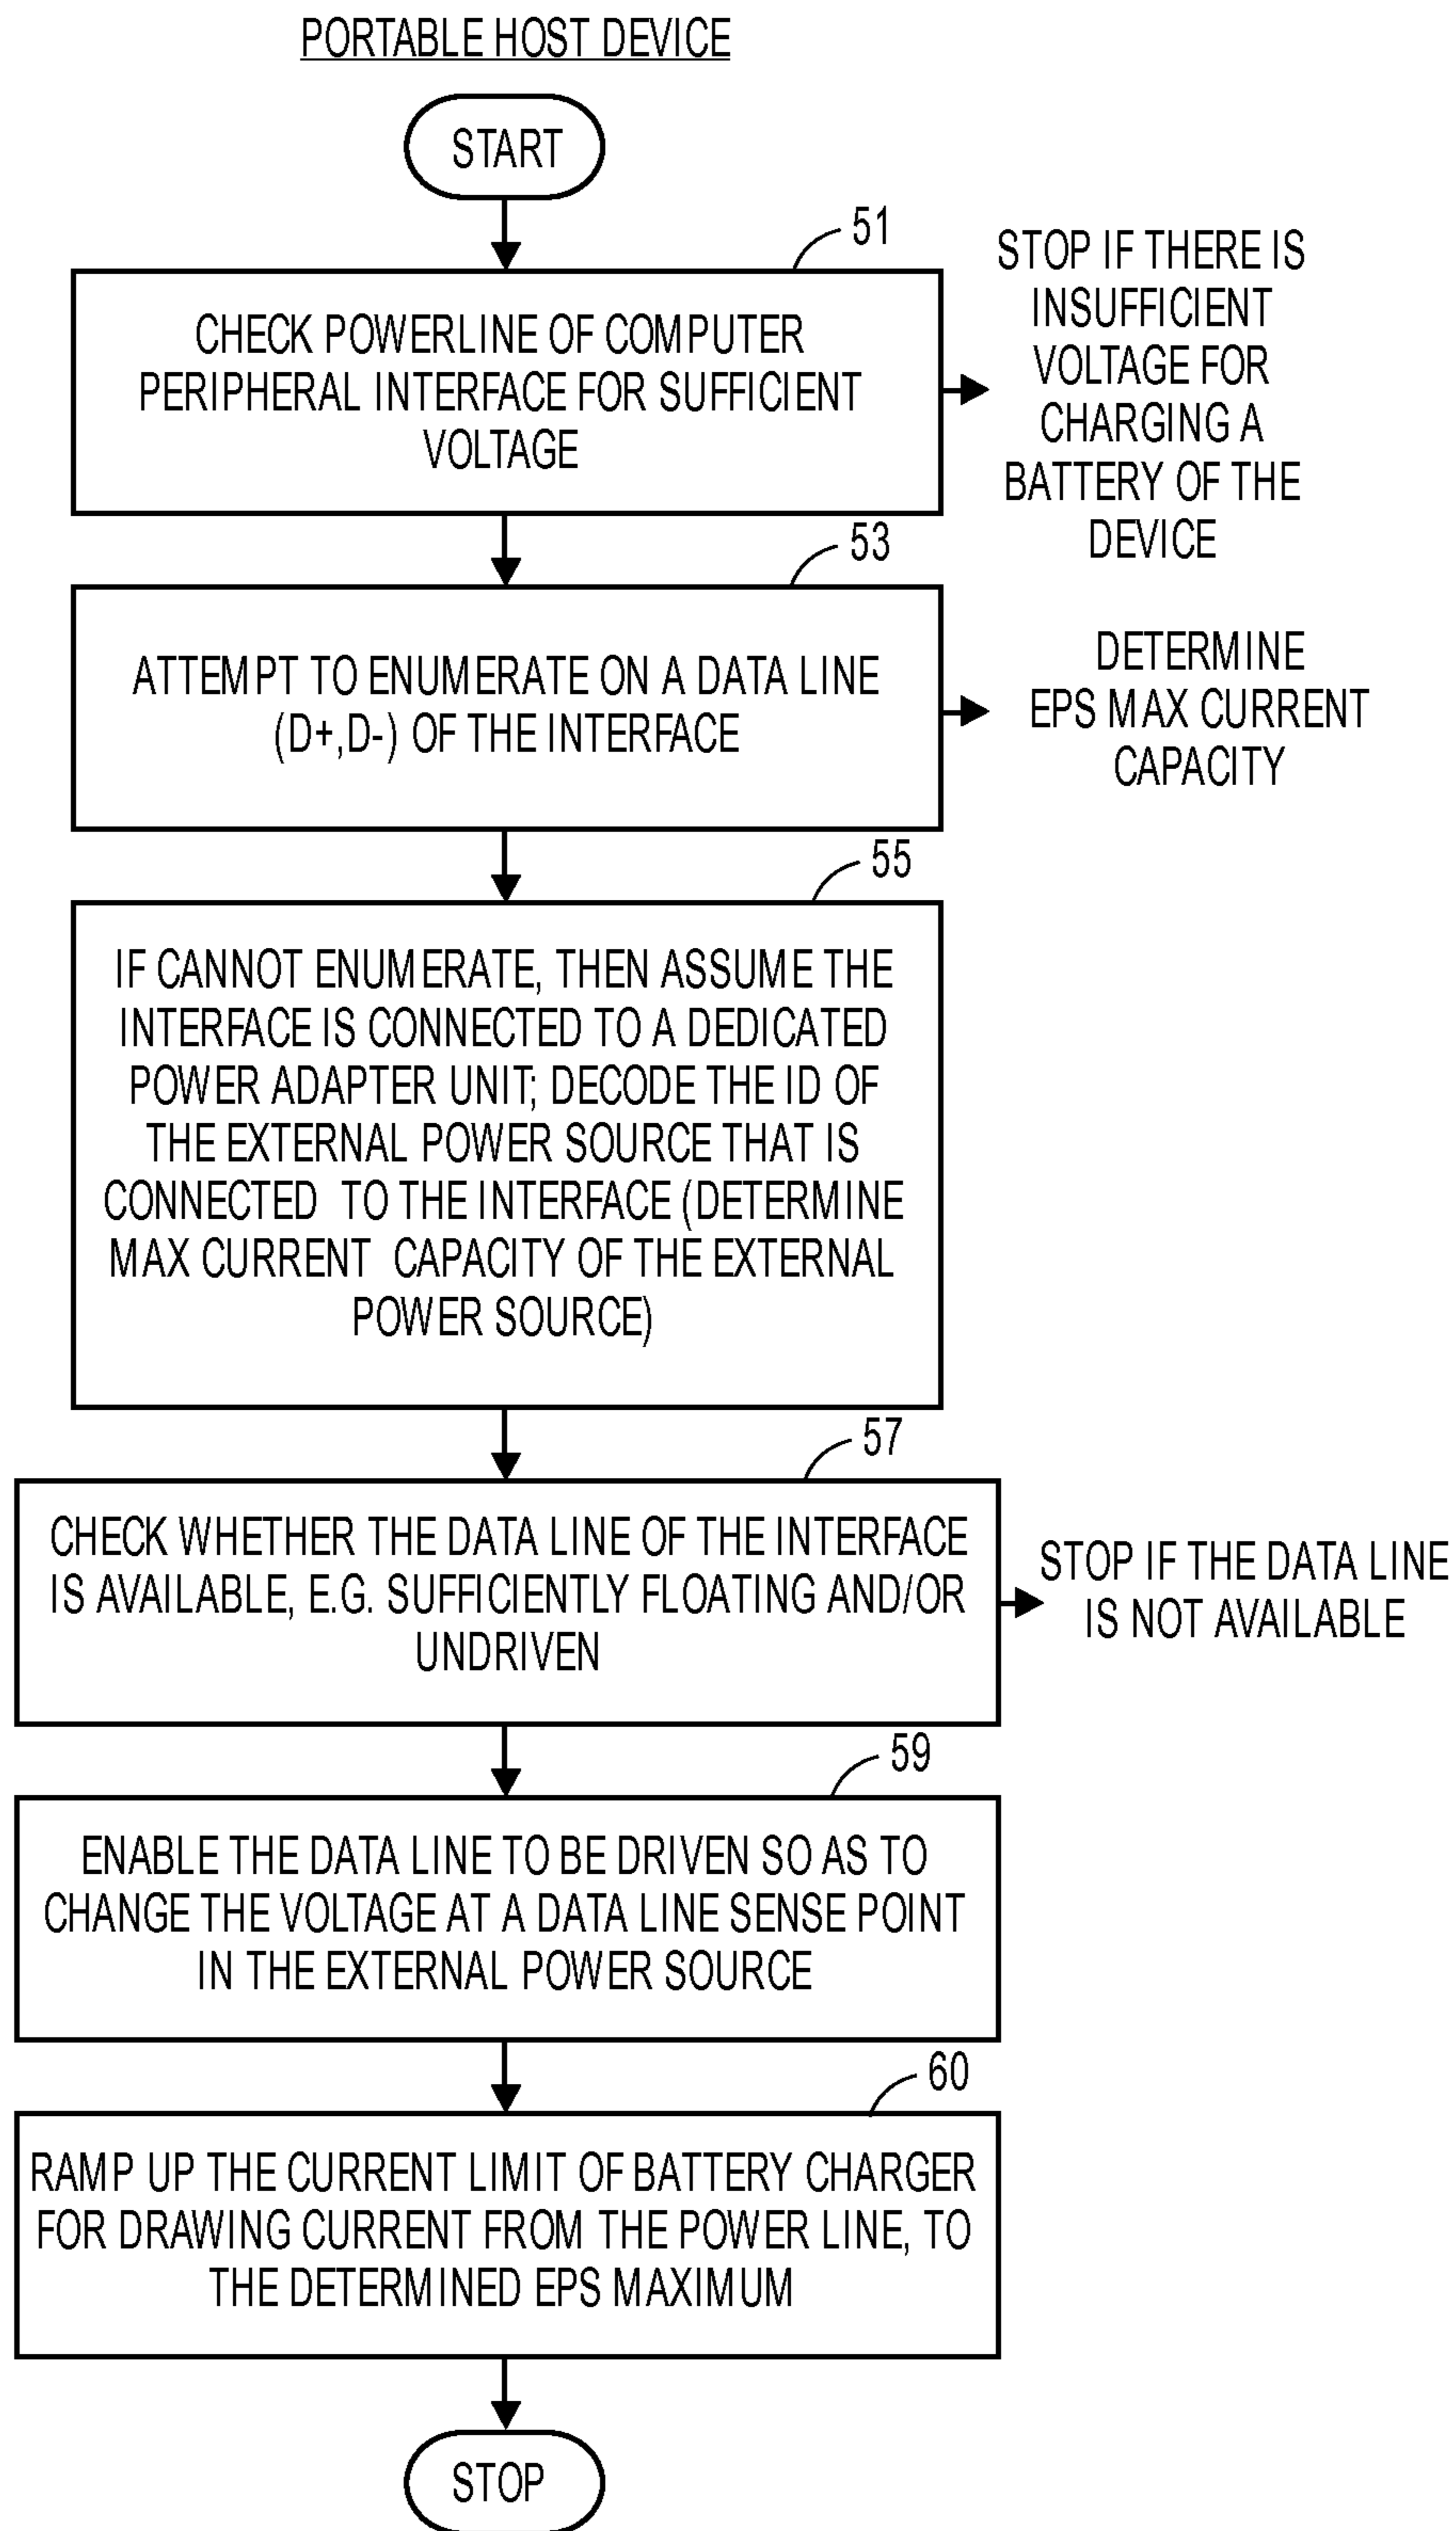 PORTABLE HOST DEVICE
START
51
CHECK POWERLINE OF COMPUTER
PERIPHERAL INTERFACE FOR SUFFICIENT
VOLTAGE
STOP IF THERE IS
INSUFFICIENT
VOLTAGE FOR
CHARGING A
BATTERY OF THE
DEVICE
53
ATTEMPT TO ENUMERATE ON A DATA LINE
(D+,D-) OF THE INTERFACE
DETERMINE
EPS MAX CURRENT
CAPACITY
55
IF CANNOT ENUMERATE, THEN ASSUME THE
INTERFACE IS CONNECTED TO A DEDICATED
POWER ADAPTER UNIT; DECODE THE ID OF
THE EXTERNAL POWER SOURCE THAT IS
CONNECTED TO THE INTERFACE (DETERMINE
MAX CURRENT CAPACITY OF THE EXTERNAL
POWER SOURCE)
57
CHECK WHETHER THE DATA LINE OF THE INTERFACE
IS AVAILABLE, E.G. SUFFICIENTLY FLOATING AND/OR
UNDRIVEN
STOP IF THE DATA LINE
IS NOT AVAILABLE
59
ENABLE THE DATA LINE TO BE DRIVEN SO AS TO
CHANGE THE VOLTAGE AT A DATA LINE SENSE POINT
IN THE EXTERNAL POWER SOURCE
60
RAMP UP THE CURRENT LIMIT OF BATTERY CHARGER
FOR DRAWING CURRENT FROM THE POWER LINE, TO
THE DETERMINED EPS MAXIMUM
STOP